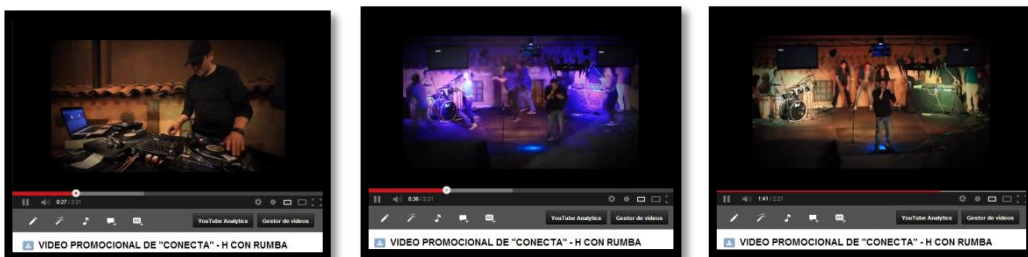 0:27 / 2:21
YouTube Analytics
Gestor de vídeos
VIDEO PROMOCIONAL DE "CONECTA" - H CON RUMBA
0:36 / 2:21
YouTube Analytics
Gestor de vídeos
VIDEO PROMOCIONAL DE "CONECTA" - H CON RUMBA
1:41 / 2:21
YouTube Analytics
Gestor de vídeos
VIDEO PROMOCIONAL DE "CONECTA" - H CON RUMBA